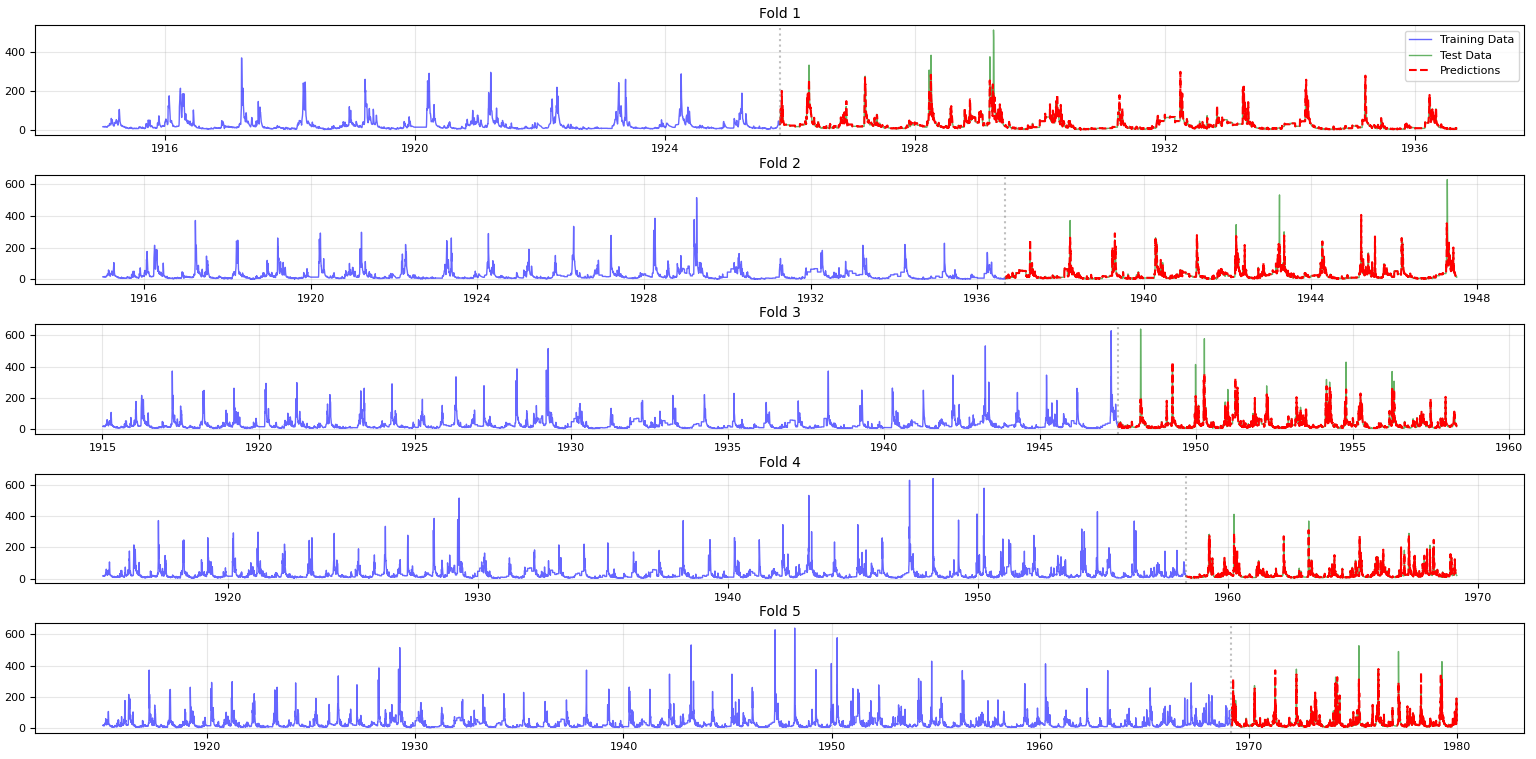 Fold 1
400
200
0
Training Data
Test Data
Predictions
1916 1920 1924 1928 1932 1936
Fold 2
600
400
200
0
1916 1920 1924 1928 1932 1936 1940 1944 1948
Fold 3
600
400
200
0
1915 1920 1925 1930 1935 1940 1945 1950 1955 1960
Fold 4
600
400
200
0
1920 1930 1940 1950 1960 1970
Fold 5
600
400
200
0
1920 1930 1940 1950 1960 1970 1980